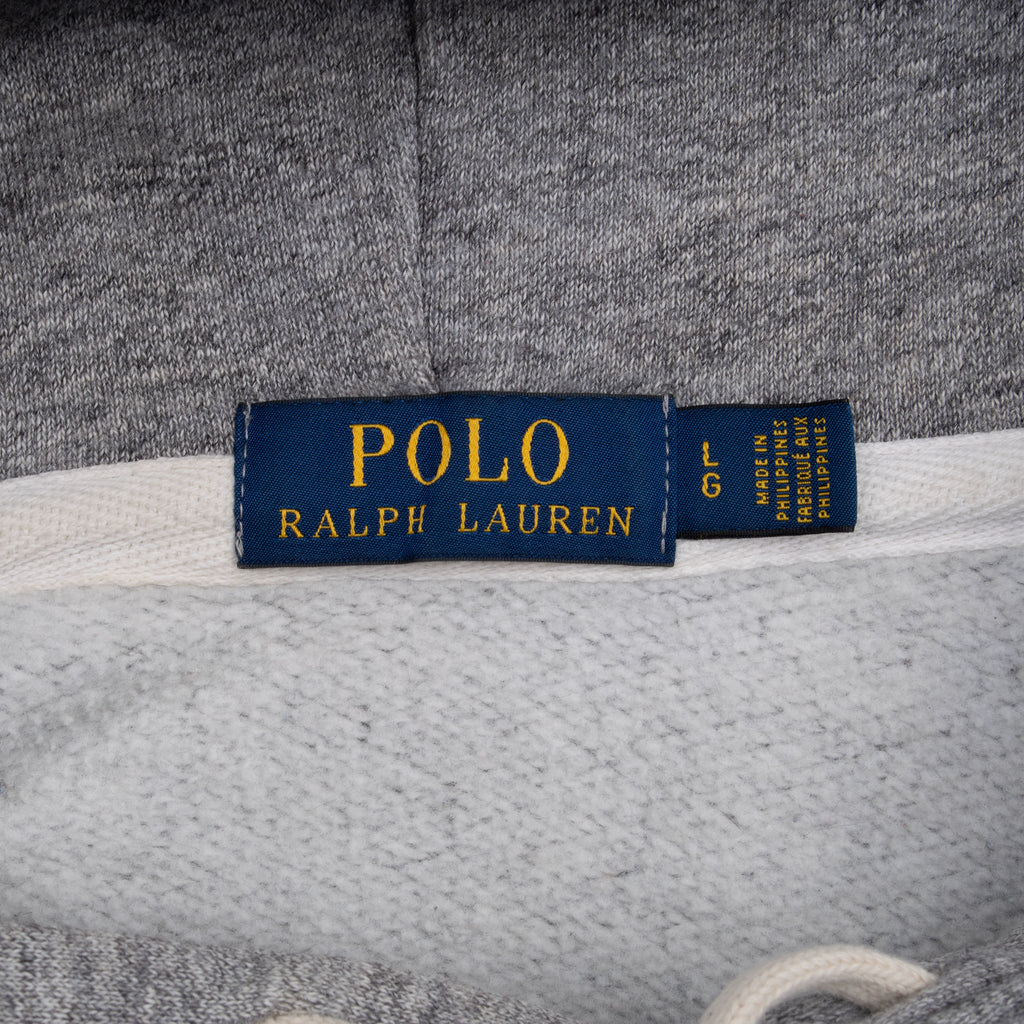 POLO
RALPH LAUREN
L
G
MADE IN
PHILIPPINES
FABRIQUÉ AUX
PHILIPPINES